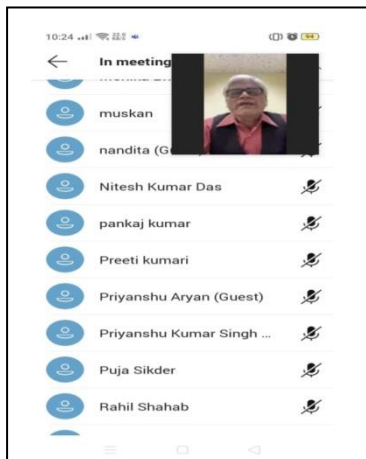 10:24
94
In meeting
muskan
nandita (G
Nitesh Kumar Das
pankaj kumar
Preeti kumari
Priyanshu Aryan (Guest)
Priyanshu Kumar Singh ...
Puja Sikder
Rahil Shahab